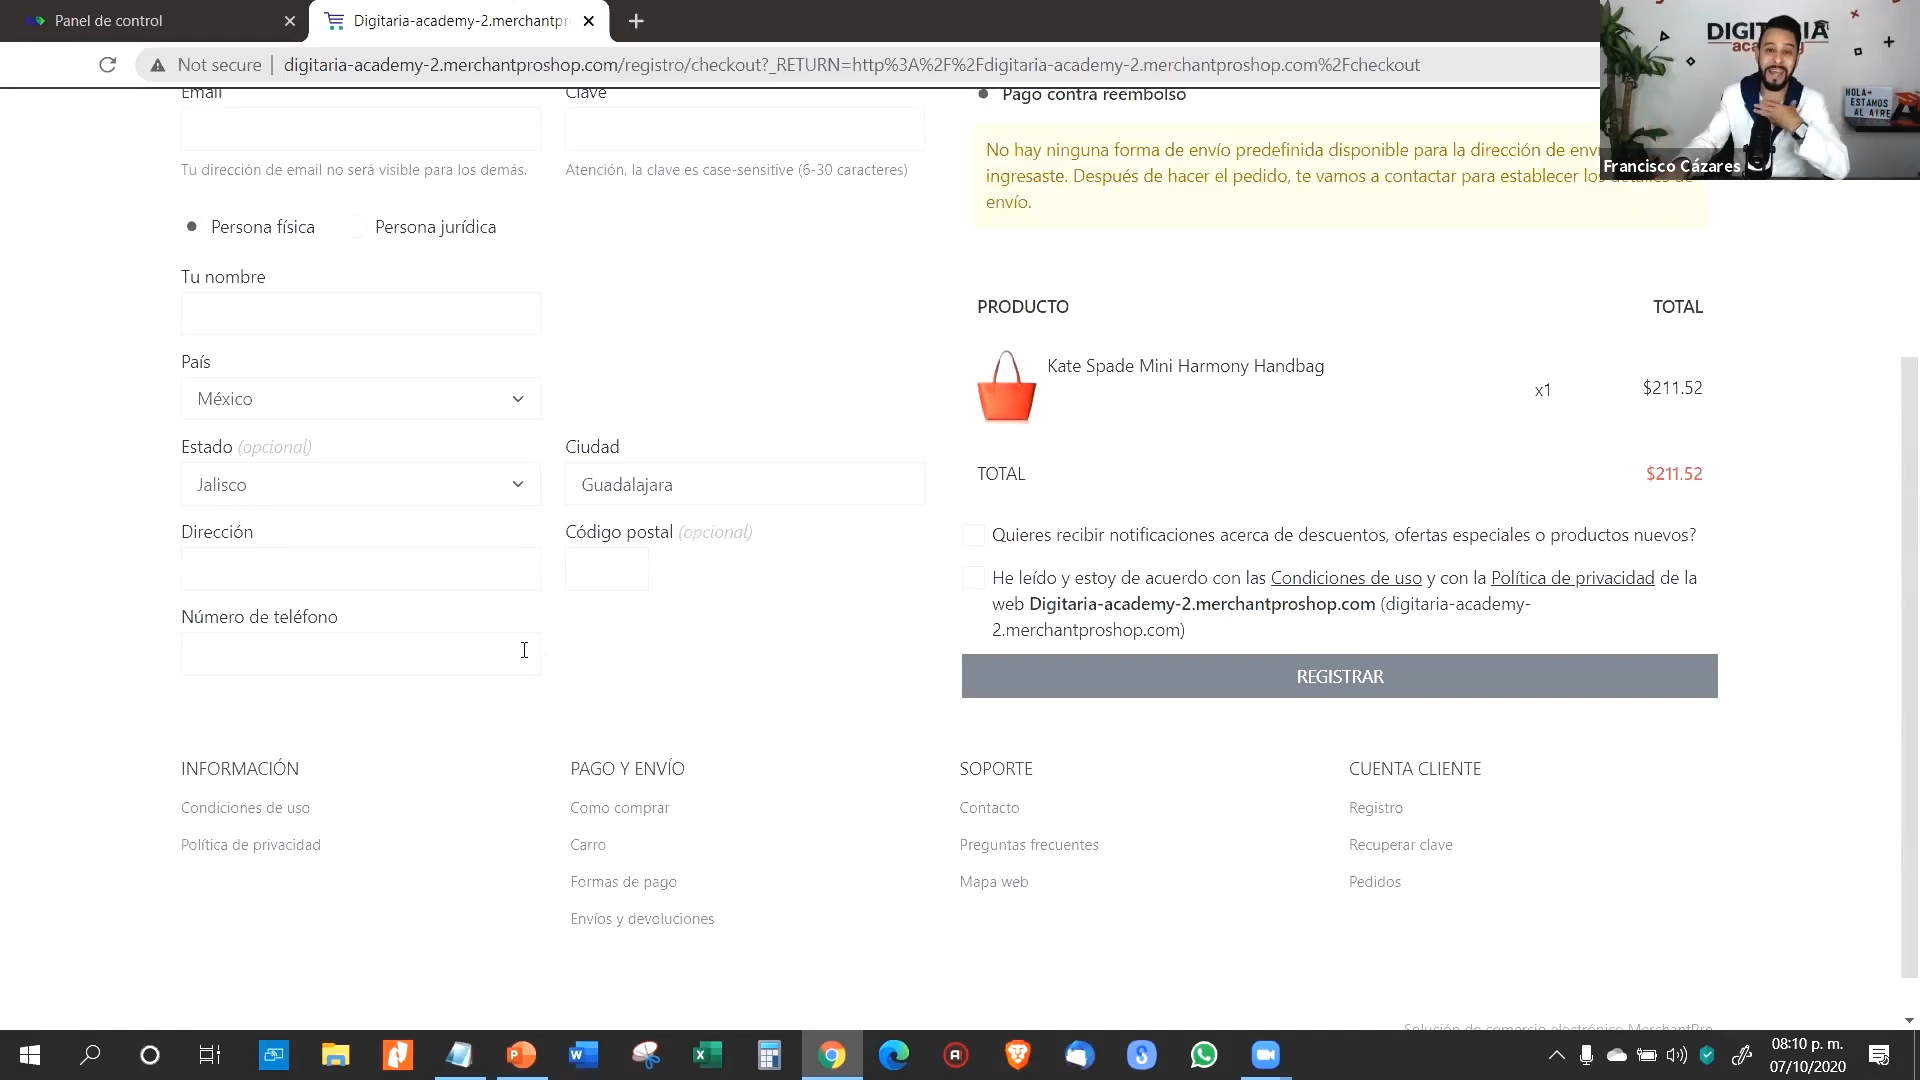 Panel de control
Digitaria-academy-2.merchantpr
Not secure
digitaria-academy-2.merchantproshop.com/registro/checkout?_RETURN=http%3A%2F%2Fdigitaria-academy-2.merchantproshop.com%2Fcheckout
DIGITARIA
HOLA
ESTAMOS
AL AIRE
Francisco Cázares
Email
Clave
Tu dirección de email no será visible para los demás.
Atención, la clave es case-sensitive (6-30 caracteres)
Persona física
Persona jurídica
Tu nombre
País
México
Estado (opcional)
Jalisco
Ciudad
Guadalajara
Dirección
Código postal (opcional)
Número de teléfono
Pago contra reembolso
No hay ninguna forma de envío predefinida disponible para la dirección de
ingresaste. Después de hacer el pedido, te vamos a contactar para establecer los detalles de
envío.
PRODUCTO
TOTAL
Kate Spade Mini Harmony Handbag
x1
$211.52
TOTAL
$211.52
Quieres recibir notificaciones acerca de descuentos, ofertas especiales o productos nuevos?
He leído y estoy de acuerdo con las Condiciones de uso y con la Política de privacidad de la
web Digitaria-academy-2.merchantproshop.com (digitaria-academy-
2.merchantproshop.com)
REGISTRAR
INFORMACIÓN
Condiciones de uso
Política de privacidad
PAGO Y ENVÍO
Como comprar
Carro
Formas de pago
Envíos y devoluciones
SOPORTE
Contacto
Preguntas frecuentes
Mapa web
CUENTA CLIENTE
Registro
Recuperar clave
Pedidos
Solución de comercio electrónico MerchantPro
08:10 p. m.
07/10/2020